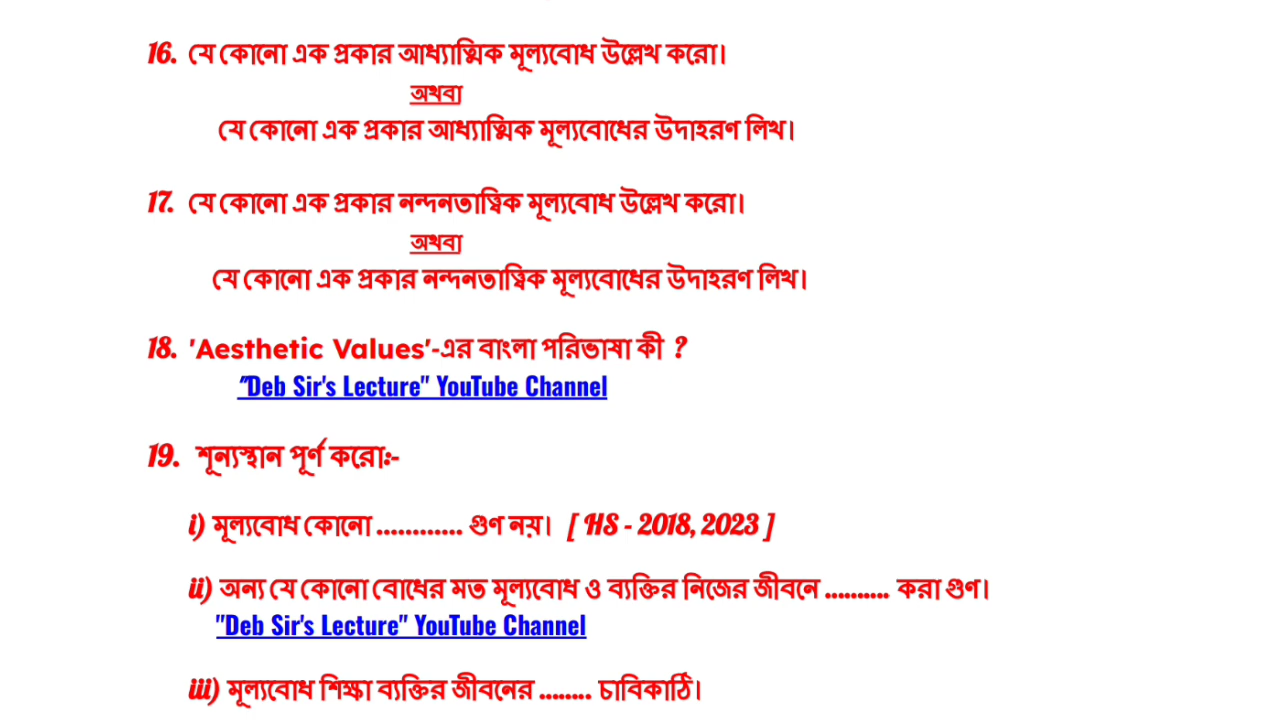 16. যে কোনো এক প্রকার আধ্যাত্মিক মূল্যবোধ উল্লেখ করো।
অথবা
যে কোনো এক প্রকার আধ্যাত্মিক মূল্যবোধের উদাহরণ লিখ।
17. যে কোনো এক প্রকার নন্দনতাত্ত্বিক মূল্যবোধ উল্লেখ করো।
অথবা
যে কোনো এক প্রকার নন্দনতাত্ত্বিক মূল্যবোধের উদাহরণ লিখ।
18. 'Aesthetic Values'-এর বাংলা পরিভাষা কী ?
"Deb Sir's Lecture" YouTube Channel
19. শূন্যস্থান পূর্ণ করো:-
i) মূল্যবোধ কোনো ............ গুণ নয়। [ HS - 2018, 2023 ]
ii) অন্য যে কোনো বোধের মত মূল্যবোধ ও ব্যক্তির নিজের জীবনে .......... করা গুণ।
"Deb Sir's Lecture" YouTube Channel
iii) মূল্যবোধ শিক্ষা ব্যক্তির জীবনের ........ চাবিকাঠি।